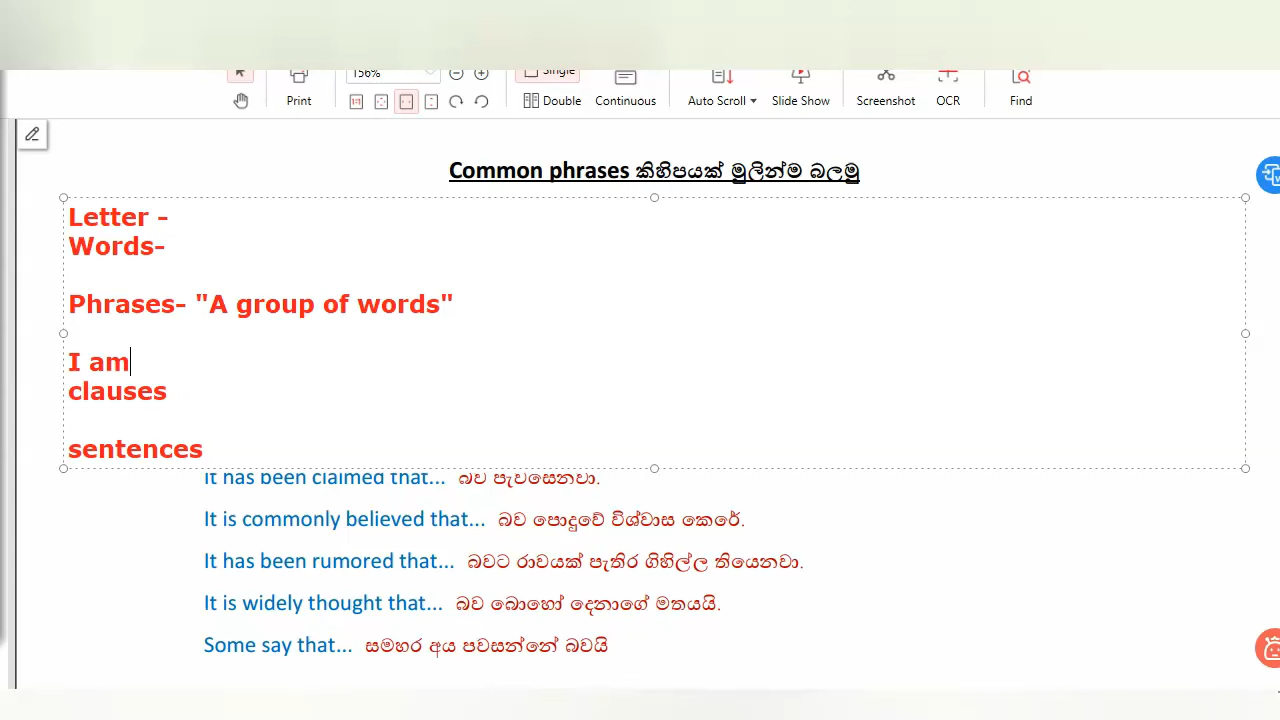 156%
Single
Print
Double
Continuous
Auto Scroll
Slide Show
Screenshot
OCR
Find
Common phrases කිහිපයක් මුලින්ම බලමු
Letter -
Words-
Phrases- "A group of words"
I am
clauses
sentences
It has been claimed that... බව පැවසෙනවා.
It is commonly believed that... බව පොදුවේ විශ්වාස කෙරේ.
It has been rumored that... බවට රාවයක් පැතිර ගිහිල්ල තියෙනවා.
It is widely thought that... බව බොහෝ දෙනාගේ මතයයි.
Some say that... සමහර අය පවසන්නේ බවයි